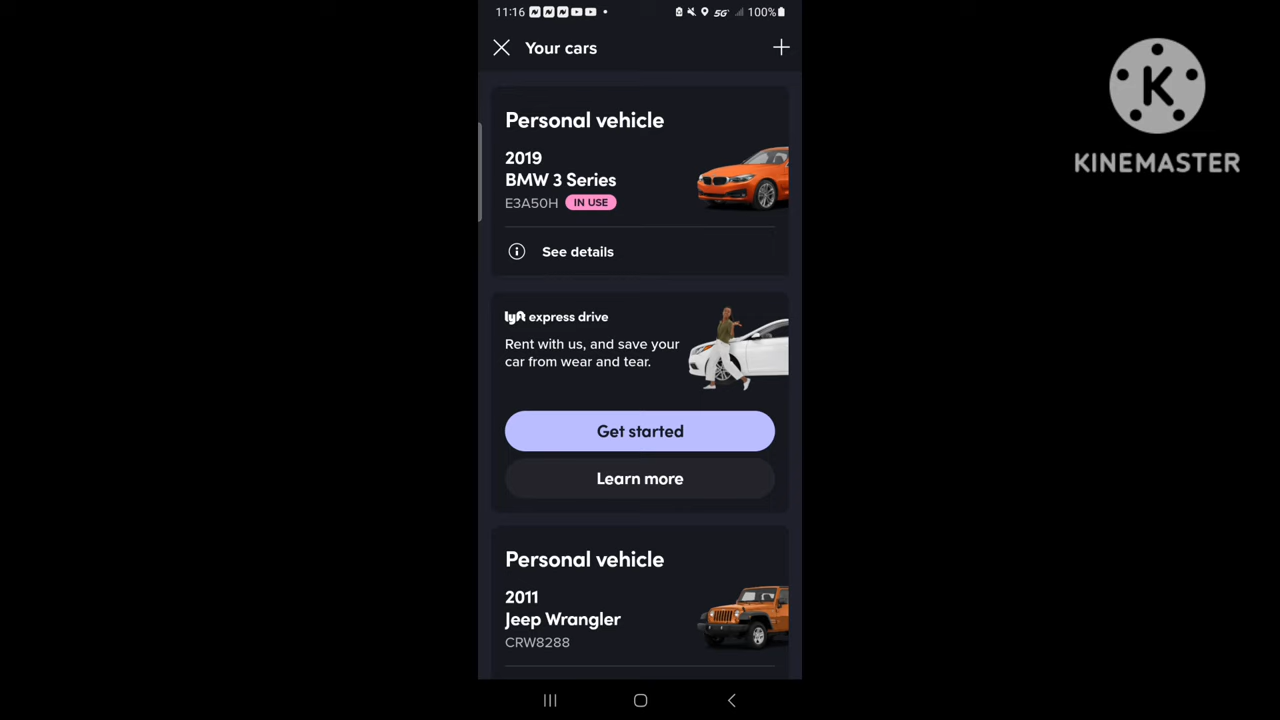 11:16
5G
100%
Your cars
Personal vehicle
2019
BMW 3 Series
E3A50H IN USE
See details
lyft express drive
Rent with us, and save your
car from wear and tear.
Get started
Learn more
Personal vehicle
2011
Jeep Wrangler
CRW8288
K
KINEMASTER